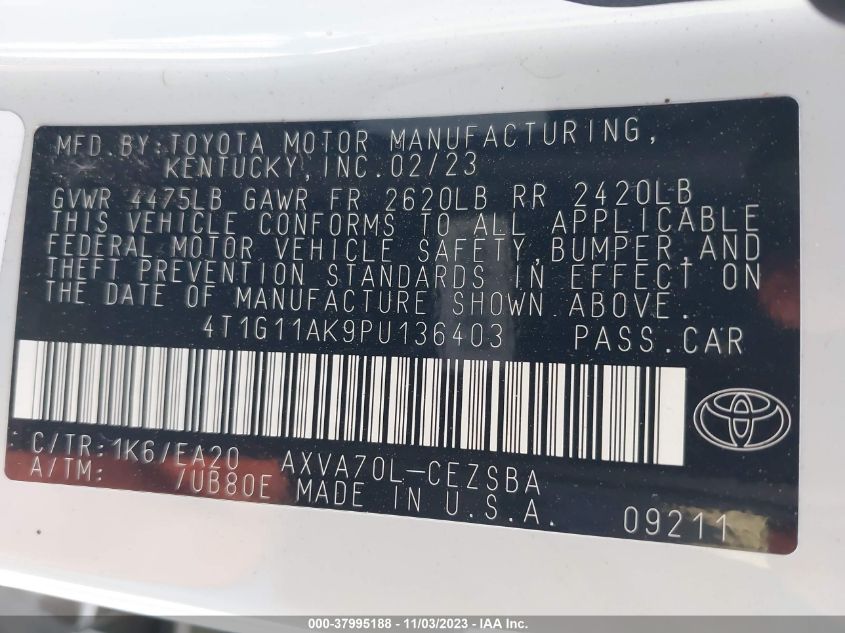 MFD. BY: TOYOTA MOTOR MANUFACTURING,
KENTUCKY, INC. 02/23
GVWR 4475LB GAWR FR 2620LB RR 2420LB
THIS VEHICLE CONFORMS TO ALL APPLICABLE
FEDERAL MOTOR VEHICLE SAFETY, BUMPER, AND
THEFT PREVENTION STANDARDS IN EFFECT ON
THE DATE OF MANUFACTURE SHOWN ABOVE.
4T1G11AK9PU136403 PASS.CAR
C/TR: 1K6/EA20 AXVA70L-CEZSBA
A/TM: /UB80E MADE IN U.S.A.
09211
000-37995188 - 11/03/2023 - IAA Inc.